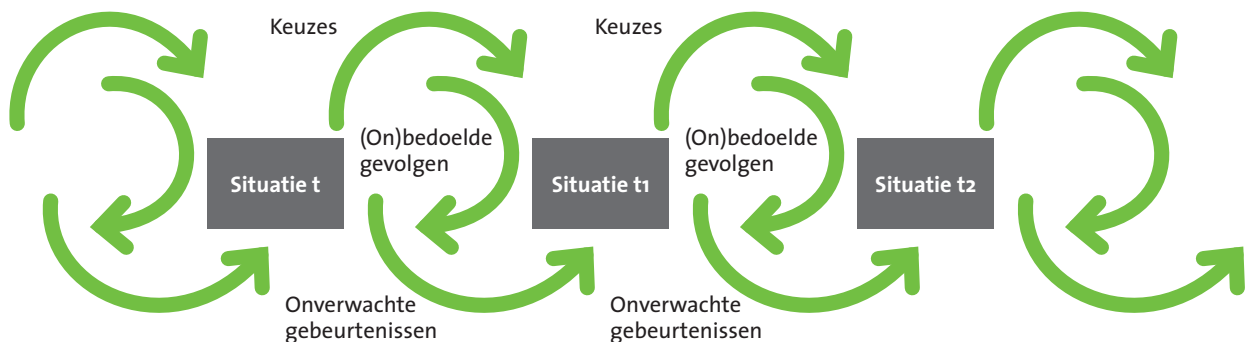 Keuzes
Keuzes
(On)bedoelde
gevolgen
(On)bedoelde
gevolgen
Situatie t
Situatie t1
Situatie t2
Onverwachte
gebeurtenissen
Onverwachte
gebeurtenissen